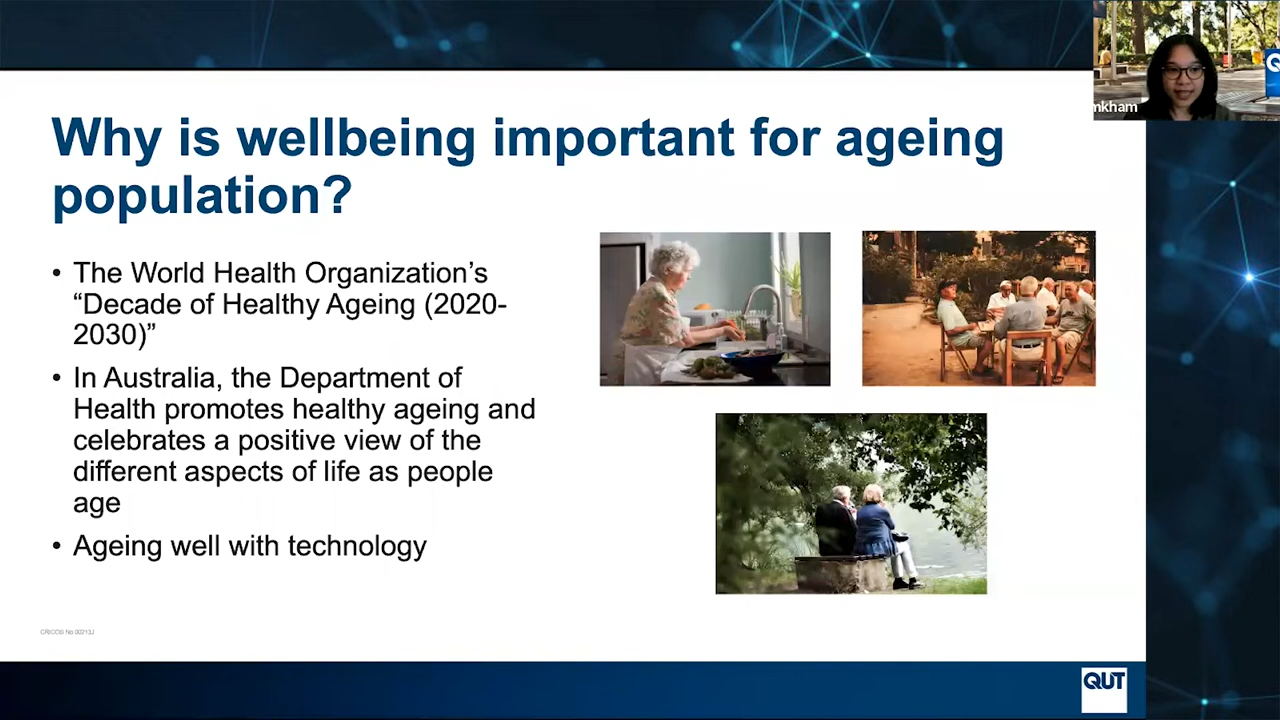 Why is wellbeing important for ageing
population?
• The World Health Organization’s
“Decade of Healthy Ageing (2020-
2030)”
• In Australia, the Department of
Health promotes healthy ageing and
celebrates a positive view of the
different aspects of life as people
age
• Ageing well with technology
CRICOS No.00213J
QUT
mkham